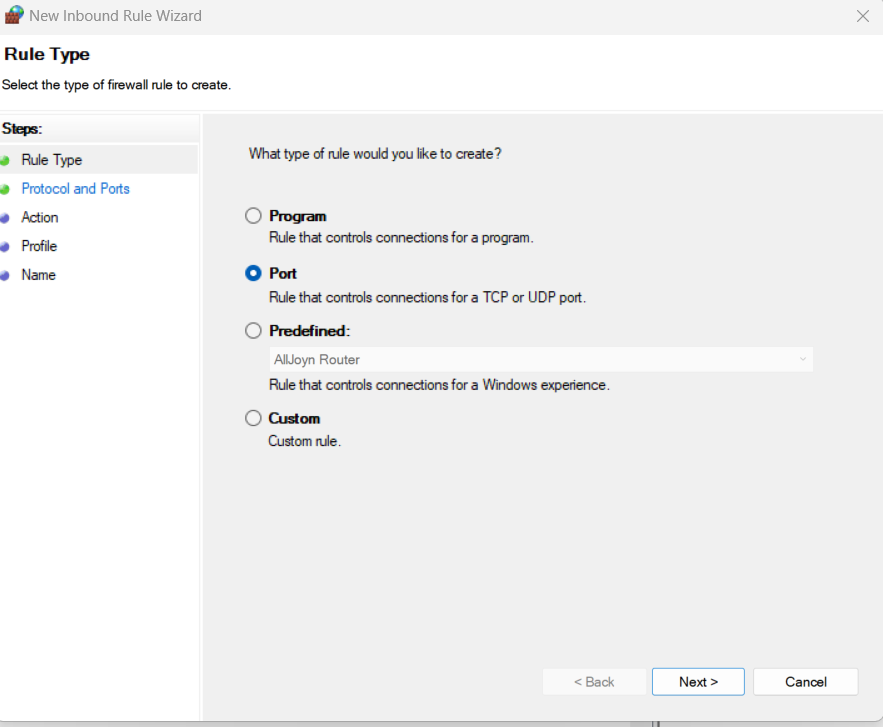 New Inbound Rule Wizard
Rule Type
Select the type of firewall rule to create.
Steps:
Rule Type
Protocol and Ports
Action
Profile
Name
What type of rule would you like to create?
Program
Rule that controls connections for a program.
Port
Rule that controls connections for a TCP or UDP port.
Predefined:
AllJoyn Router
Rule that controls connections for a Windows experience.
Custom
Custom rule.
< Back
Next >
Cancel